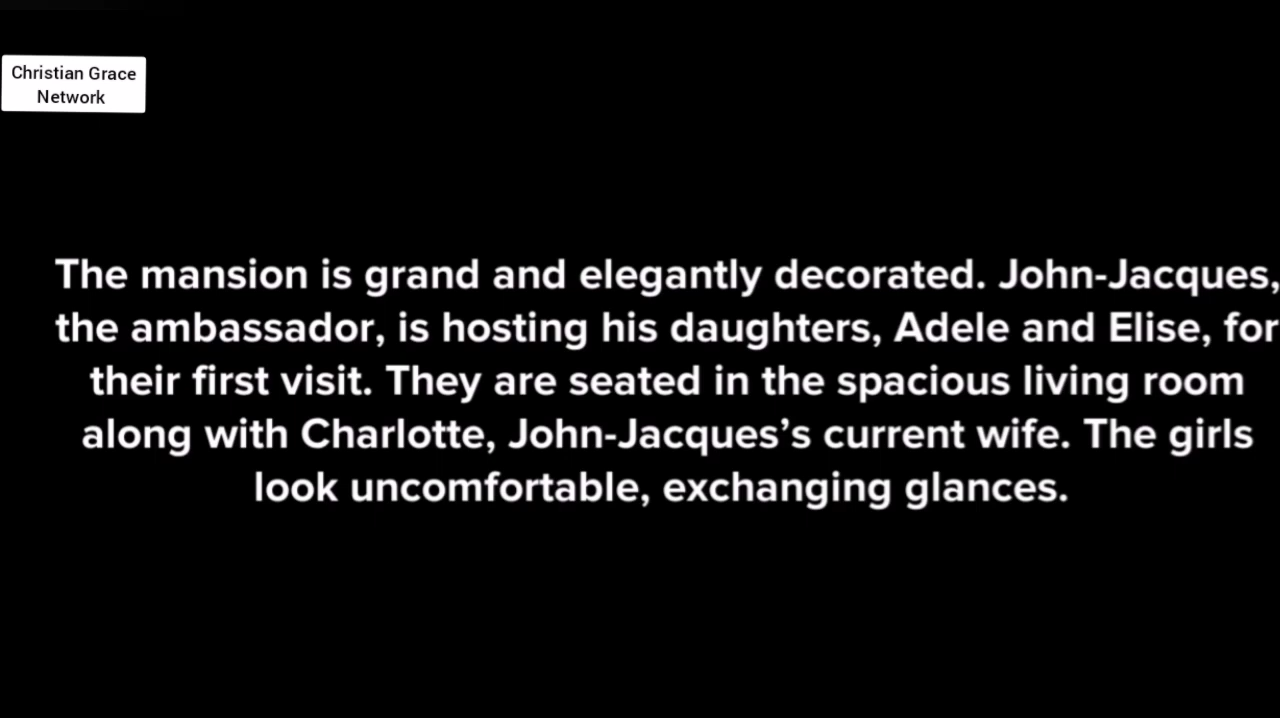 Christian Grace
Network
The mansion is grand and elegantly decorated. John-Jacques,
the ambassador, is hosting his daughters, Adele and Elise, for
their first visit. They are seated in the spacious living room
along with Charlotte, John-Jacques’s current wife. The girls
look uncomfortable, exchanging glances.